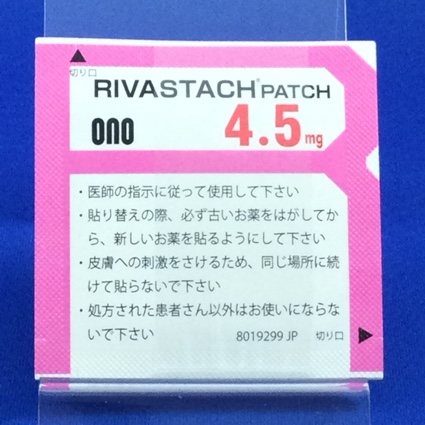 切り口
RIVASTACH® PATCH
ono 4.5mg
・医師の指示に従って使用して下さい
・貼り替えの際、必ず古いお薬をはがしてか
ら、新しいお薬を貼るようにして下さい
・皮膚への刺激をさけるため、同じ場所に続
けて貼らないで下さい
・処方された患者さん以外はお使いにならな
いで下さい
8019299 JP 切り口